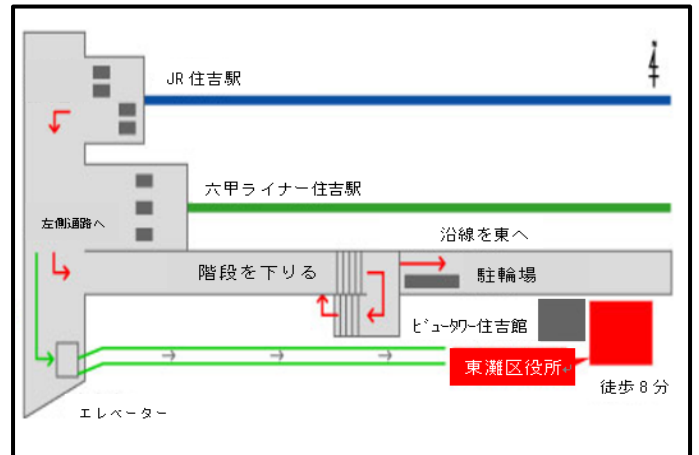 JR 住吉駅
六甲ライナー住吉駅
左側通路へ
沿線を東へ
階段を下りる
駐輪場
ビュータワー住吉館
東灘区役所
徒歩 8 分
エレベーター